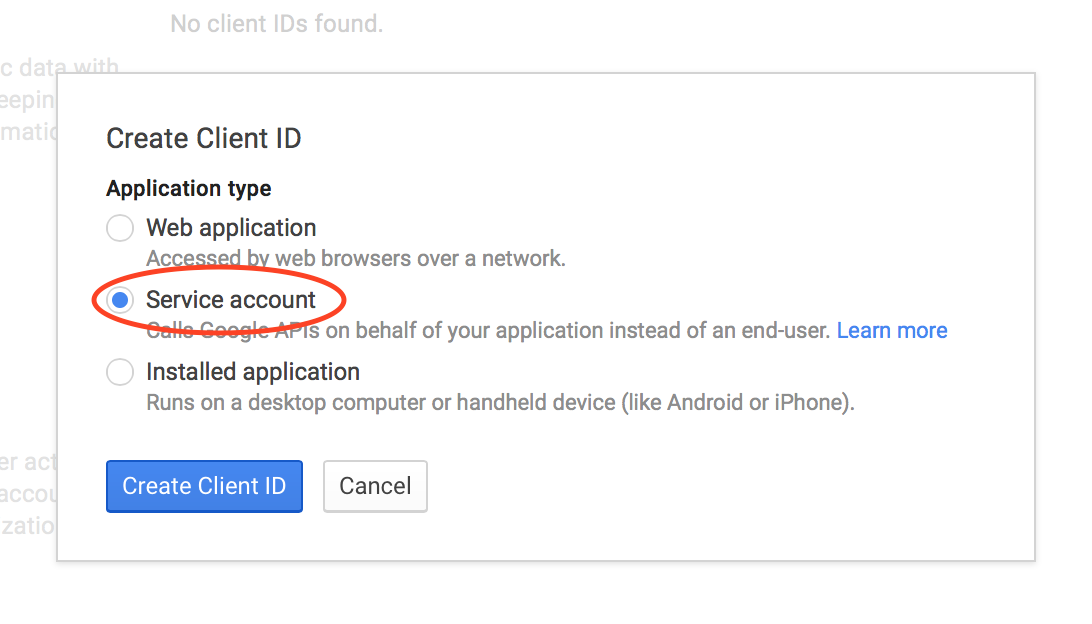 No client IDs found.
c data with
eepin
matic
Create Client ID
Application type
Web application
Accessed by web browsers over a network.
Service account
Calls Google APIs on behalf of your application instead of an end-user. Learn more
Installed application
Runs on a desktop computer or handheld device (like Android or iPhone).
er act
accou
zatio
Create Client ID
Cancel